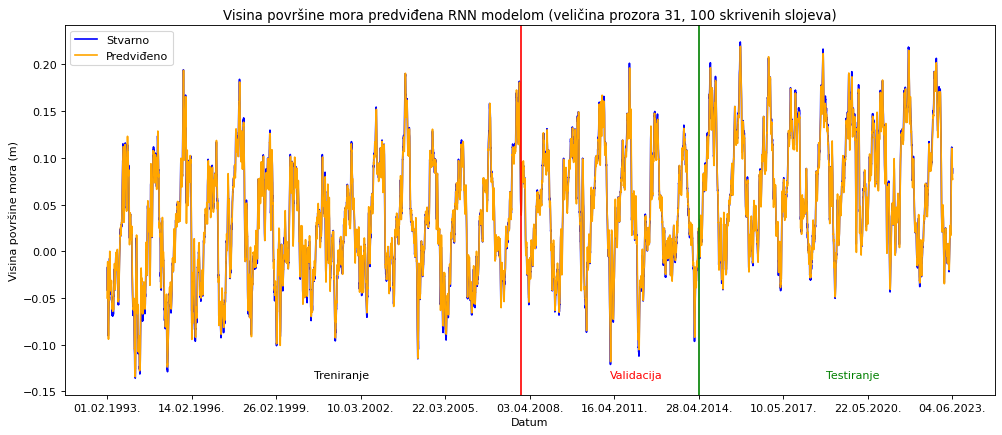 Visina površine mora predviđena RNN modelom (veličina prozora 31, 100 skrivenih slojeva)
Stvarno
Predviđeno
Visina površine mora (m)
0.20
0.15
0.10
0.05
0.00
−0.05
−0.10
−0.15
Treniranje
Validacija
Testiranje
01.02.1993.
14.02.1996.
26.02.1999.
10.03.2002.
22.03.2005.
03.04.2008.
16.04.2011.
28.04.2014.
10.05.2017.
22.05.2020.
04.06.2023.
Datum